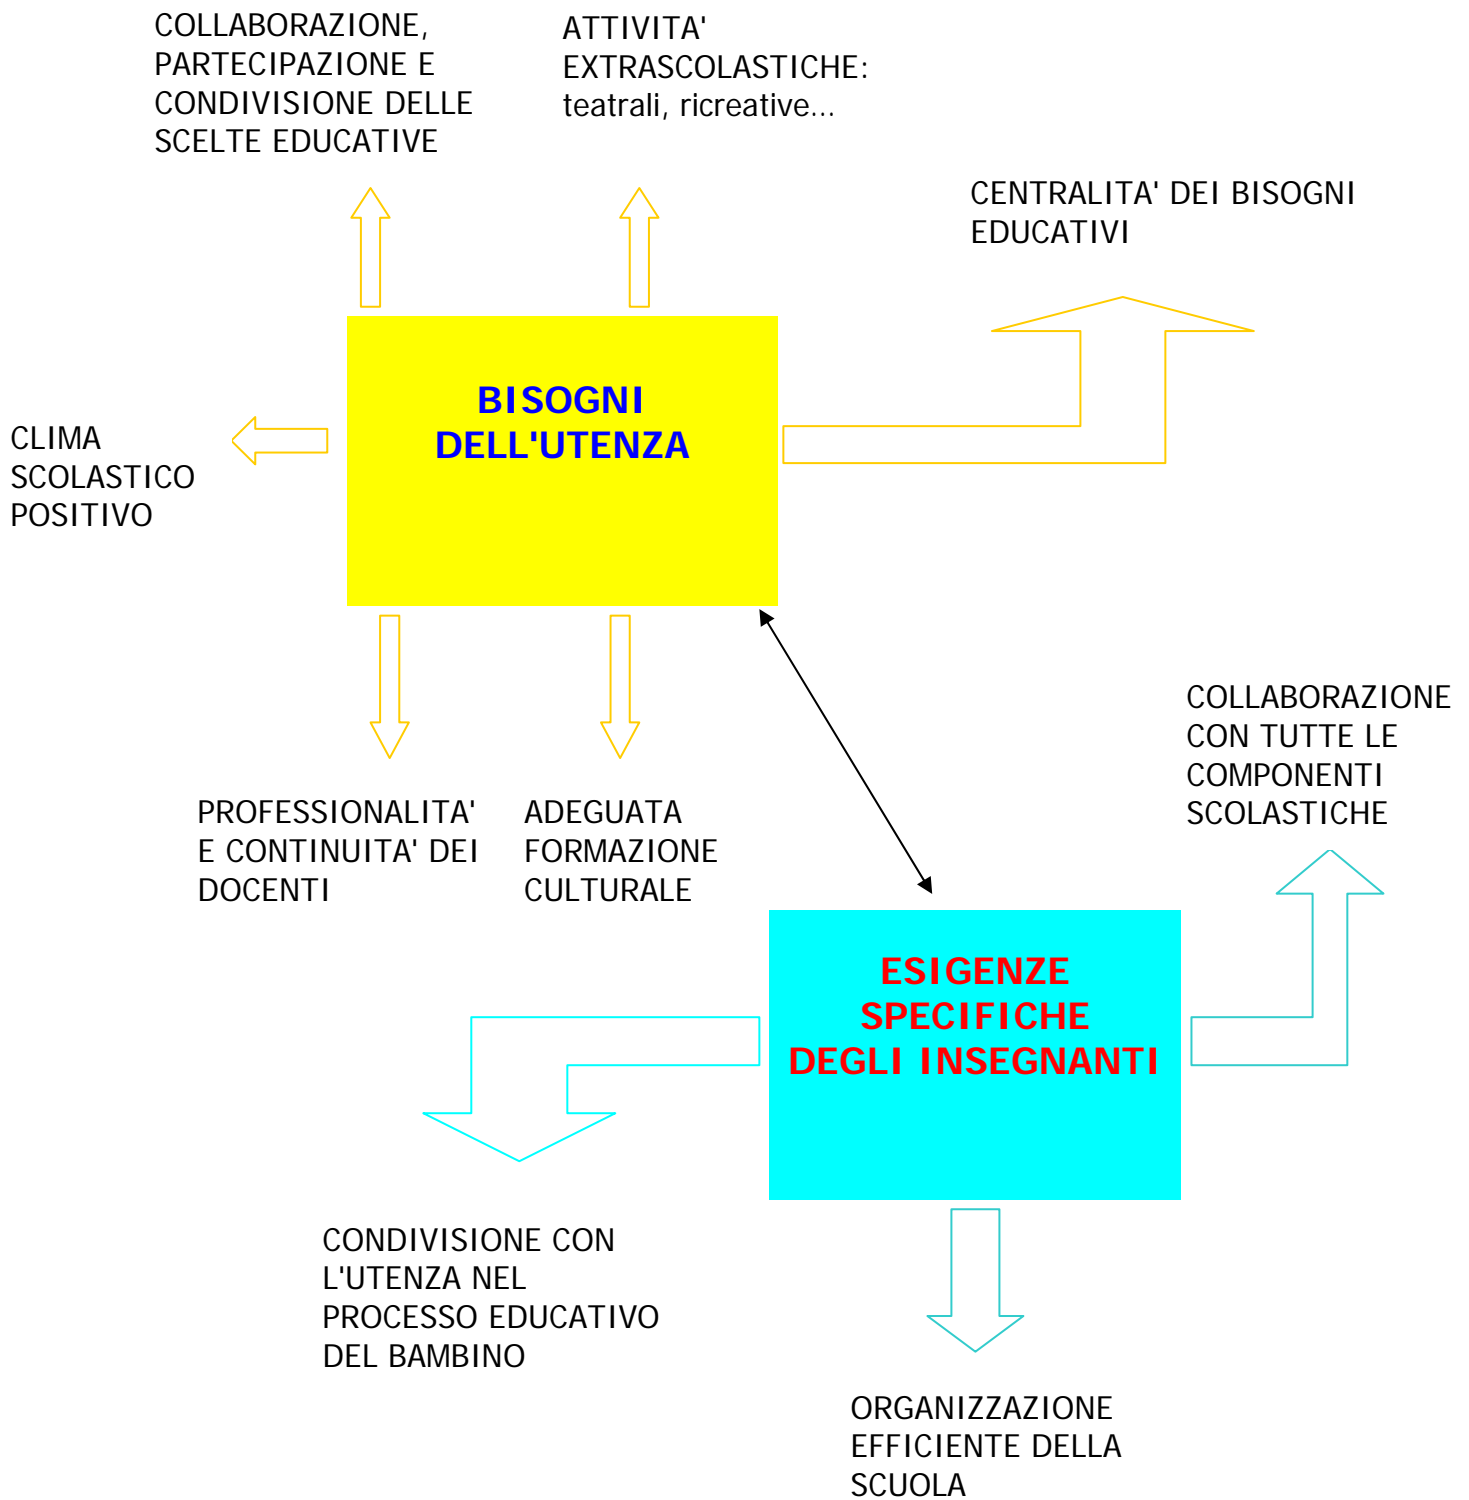 COLLABORAZIONE,
PARTECIPAZIONE E
CONDIVISIONE DELLE
SCELTE EDUCATIVE
ATTIVITA'
EXTRASCOLASTICHE:
teatrali, ricreative...
CENTRALITA' DEI BISOGNI
EDUCATIVI
BISOGNI
DELL'UTENZA
CLIMA
SCOLASTICO
POSITIVO
PROFESSIONALITA'
E CONTINUITA' DEI
DOCENTI
ADEGUATA
FORMAZIONE
CULTURALE
COLLABORAZIONE
CON TUTTE LE
COMPONENTI
SCOLASTICHE
ESIGENZE
SPECIFICHE
DEGLI INSEGNANTI
CONDIVISIONE CON
L'UTENZA NEL
PROCESSO EDUCATIVO
DEL BAMBINO
ORGANIZZAZIONE
EFFICIENTE DELLA
SCUOLA